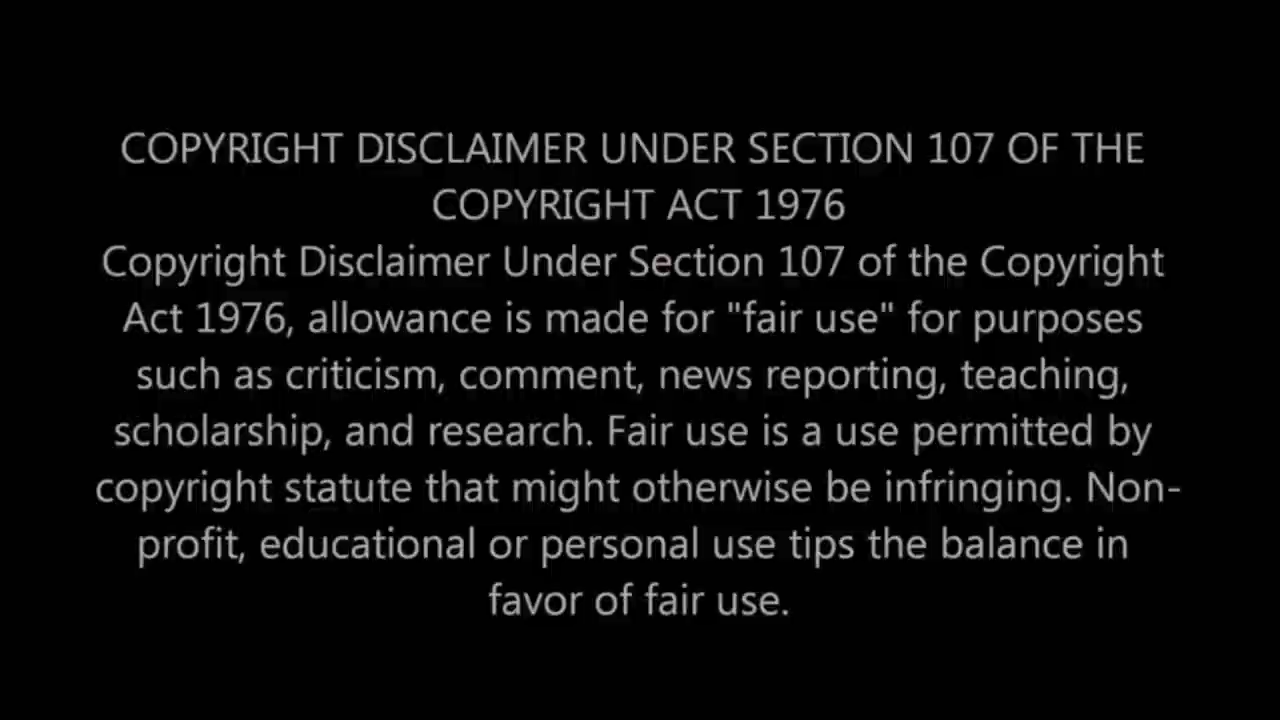 COPYRIGHT DISCLAIMER UNDER SECTION 107 OF THE
COPYRIGHT ACT 1976
Copyright Disclaimer Under Section 107 of the Copyright
Act 1976, allowance is made for "fair use" for purposes
such as criticism, comment, news reporting, teaching,
scholarship, and research. Fair use is a use permitted by
copyright statute that might otherwise be infringing. Non-
profit, educational or personal use tips the balance in
favor of fair use.